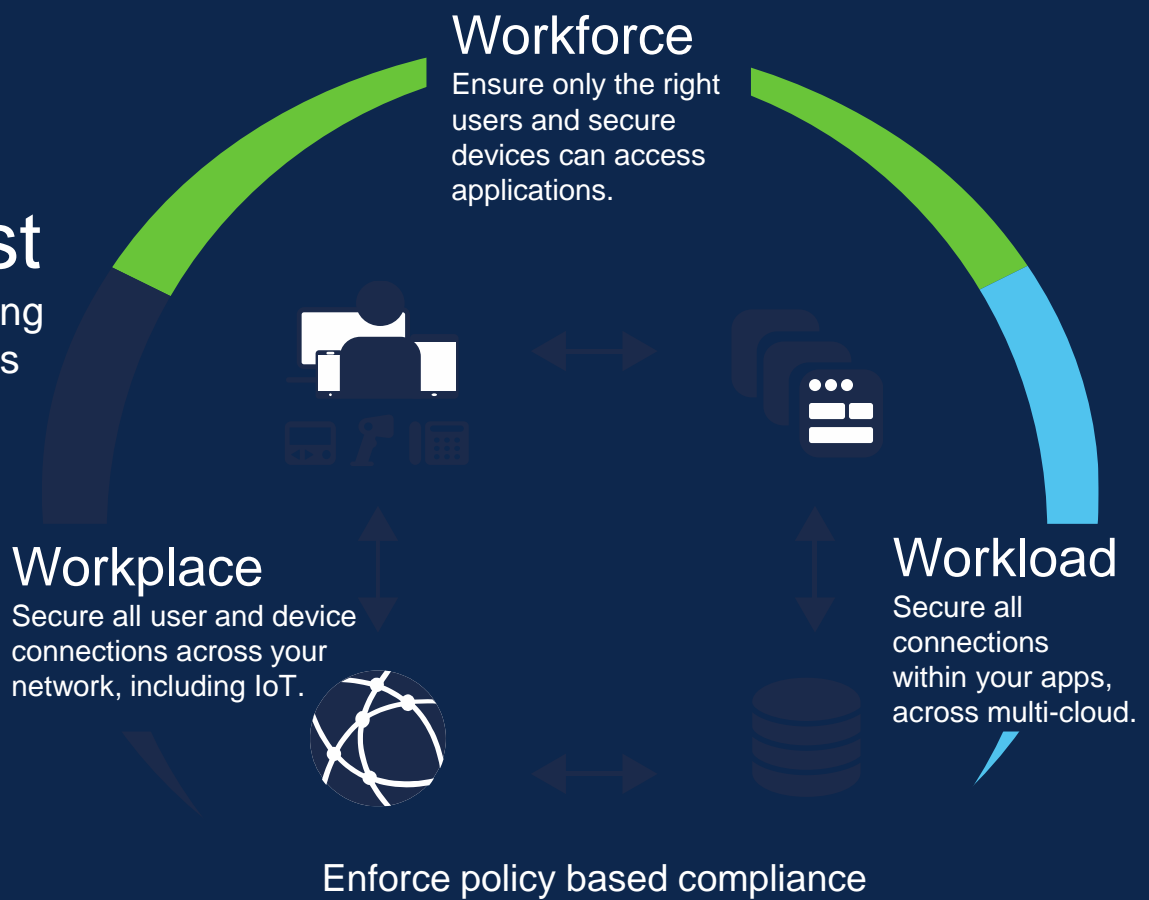 Workforce
Ensure only the right
users and secure
devices can access
applications.
st
ng
s
Workplace
Secure all user and device
connections across your
network, including IoT.
Workload
Secure all
connections
within your apps,
across multi-cloud.
Enforce policy based compliance